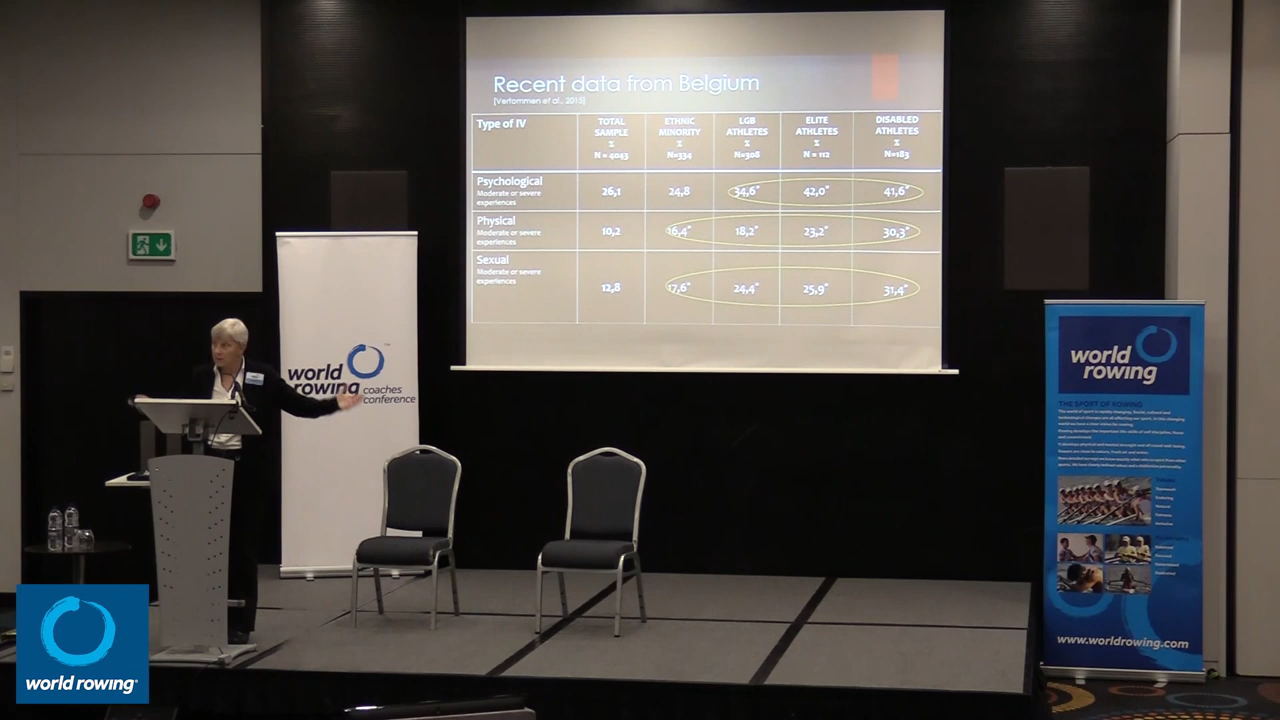 Recent data from Belgium
[Vertommen et al., 2015]
Type of IV
TOTAL
SAMPLE
%
N = 4043
ETHNIC
MINORITY
%
N=334
LGB
ATHLETES
%
N=308
ELITE
ATHLETES
%
N = 112
DISABLED
ATHLETES
%
N=183
Psychological
Moderate or severe
experiences
26,1
24,8
34,6*
42,0*
41,6*
Physical
Moderate or severe
experiences
10,2
16,4*
18,2*
23,2*
30,3*
Sexual
Moderate or severe
experiences
12,8
17,6*
24,4*
25,9*
31,4*
world
rowing
coaches
conference
world
rowing
THE SPORT OF ROWING
www.worldrowing.com
world rowing